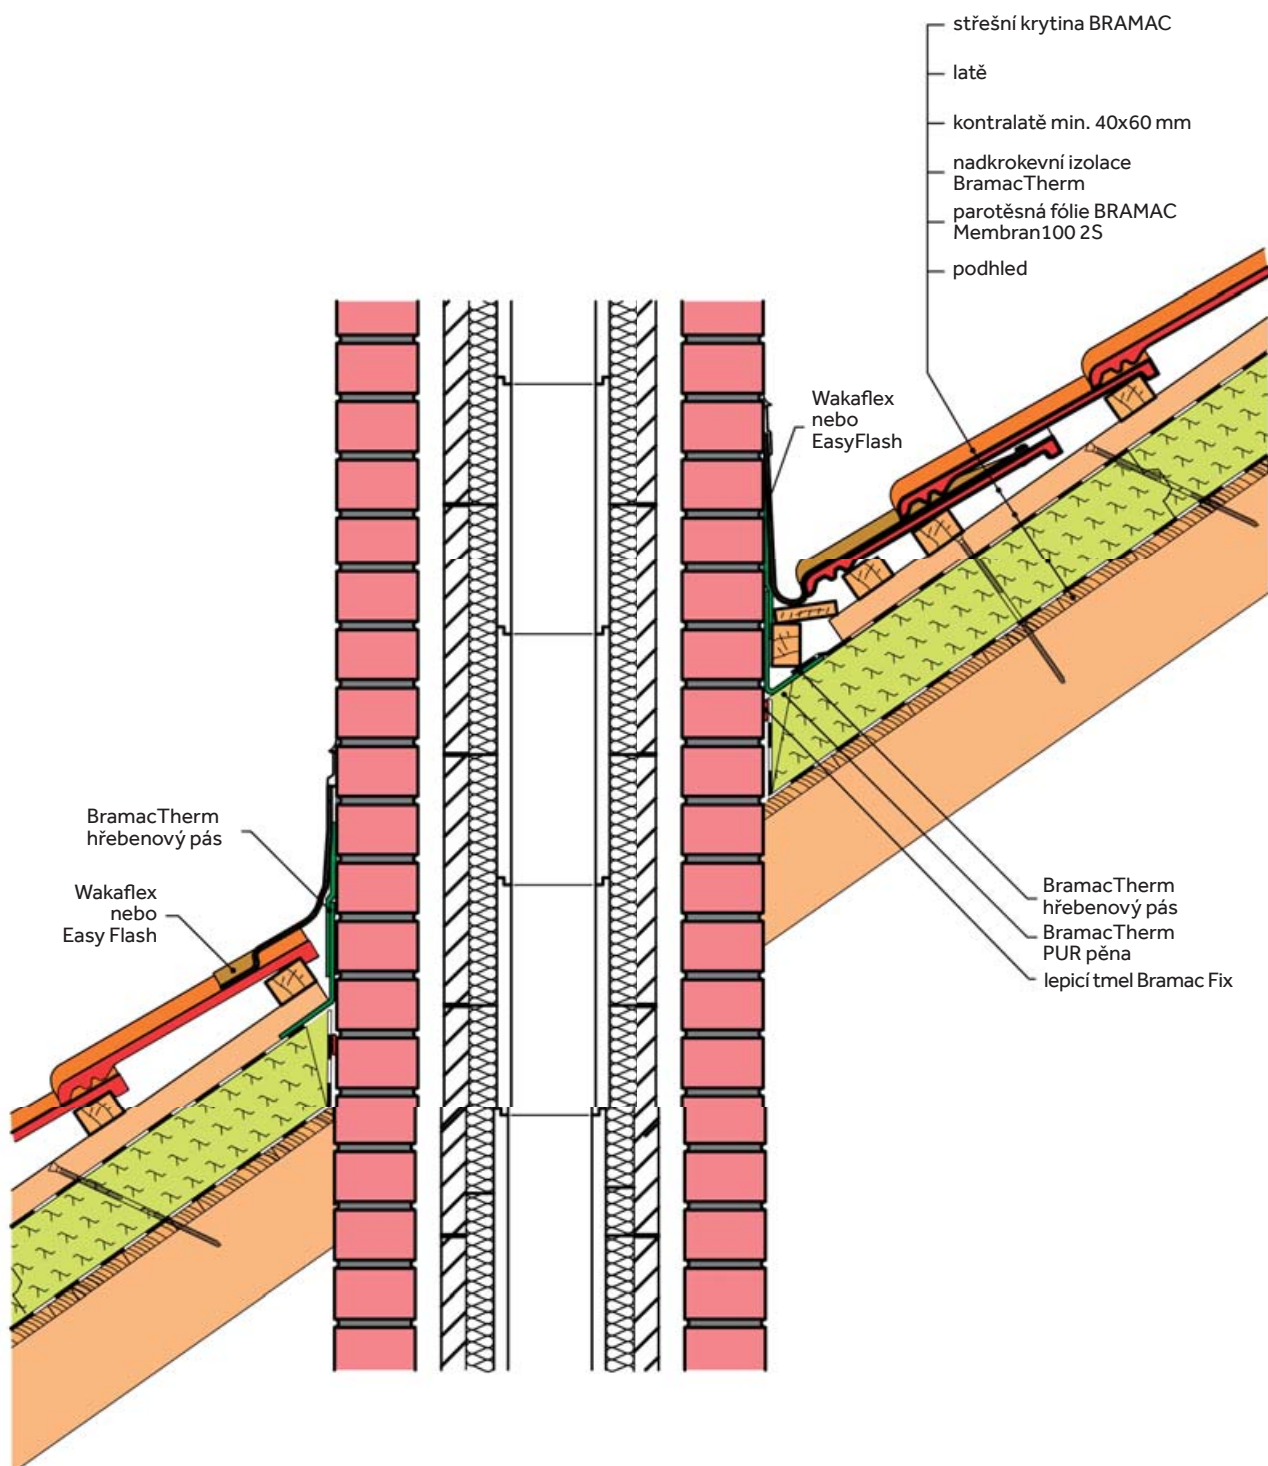 střešní krytina BRAMAC
latě
kontralatě min. 40x60 mm
nadkrokevní izolace
BramacTherm
parotěsná fólie BRAMAC
Membran100 2S
podhled
Wakaflex
nebo
EasyFlash
BramacTherm
hřebenový pás
Wakaflex
nebo
Easy Flash
BramacTherm
hřebenový pás
BramacTherm
PUR pěna
lepicí tmel Bramac Fix